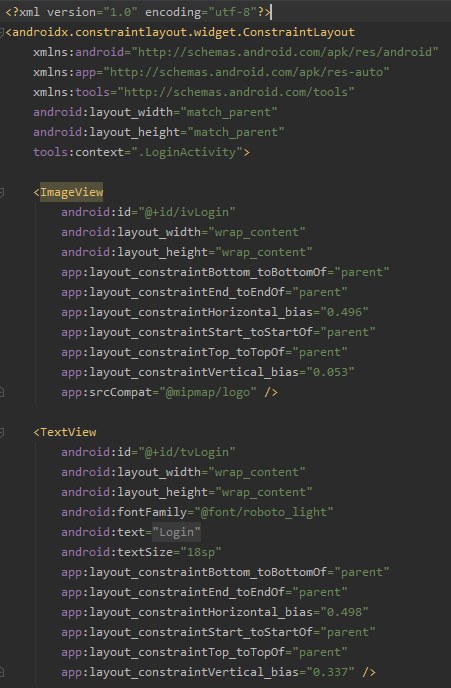 <?xml version="1.0" encoding="utf-8"?>
<androidx.constraintlayout.widget.ConstraintLayout
xmlns:android="http://schemas.android.com/apk/res/android"
xmlns:app="http://schemas.android.com/apk/res-auto"
xmlns:tools="http://schemas.android.com/tools"
android:layout_width="match_parent"
android:layout_height="match_parent"
tools:context=".LoginActivity">
<ImageView
android:id="@+id/ivLogin"
android:layout_width="wrap_content"
android:layout_height="wrap_content"
app:layout_constraintBottom_toBottomOf="parent"
app:layout_constraintEnd_toEndOf="parent"
app:layout_constraintHorizontal_bias="0.496"
app:layout_constraintStart_toStartOf="parent"
app:layout_constraintTop_toTopOf="parent"
app:layout_constraintVertical_bias="0.053"
app:srcCompat="@mipmap/logo" />
<TextView
android:id="@+id/tvLogin"
android:layout_width="wrap_content"
android:layout_height="wrap_content"
android:fontFamily="@font/roboto_light"
android:text="Login"
android:textSize="18sp"
app:layout_constraintBottom_toBottomOf="parent"
app:layout_constraintEnd_toEndOf="parent"
app:layout_constraintHorizontal_bias="0.498"
app:layout_constraintStart_toStartOf="parent"
app:layout_constraintTop_toTopOf="parent"
app:layout_constraintVertical_bias="0.337" />